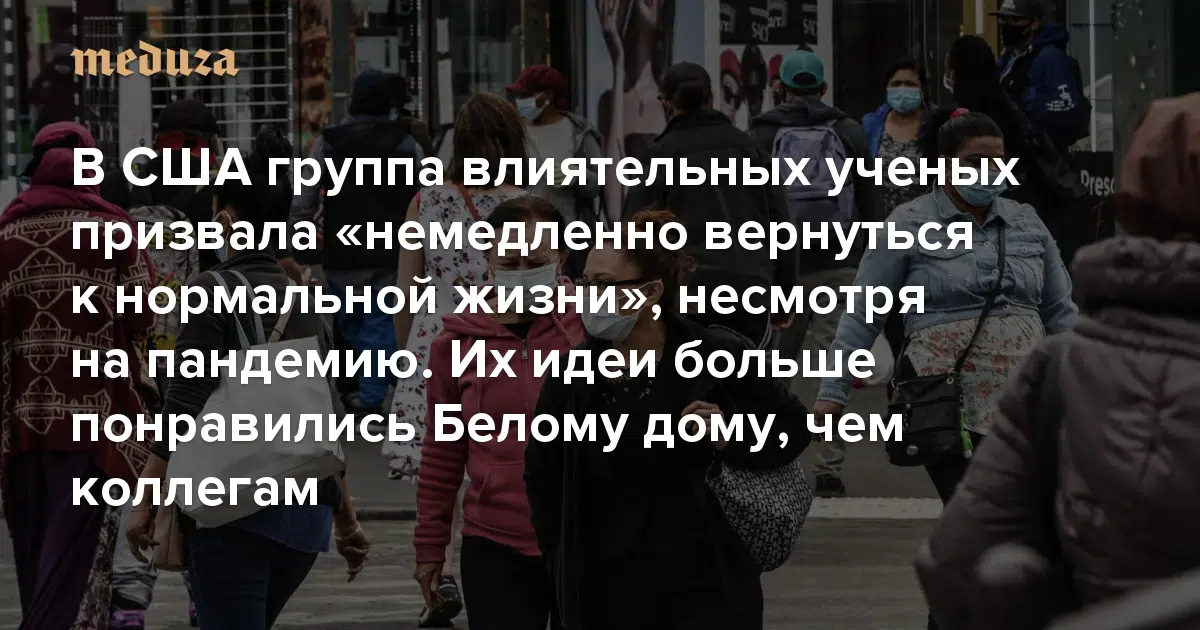 meduza
В США группа влиятельных ученых
призвала «немедленно вернуться
к нормальной жизни», несмотря
на пандемию. Их идеи больше
понравились Белому дому, чем
коллегам